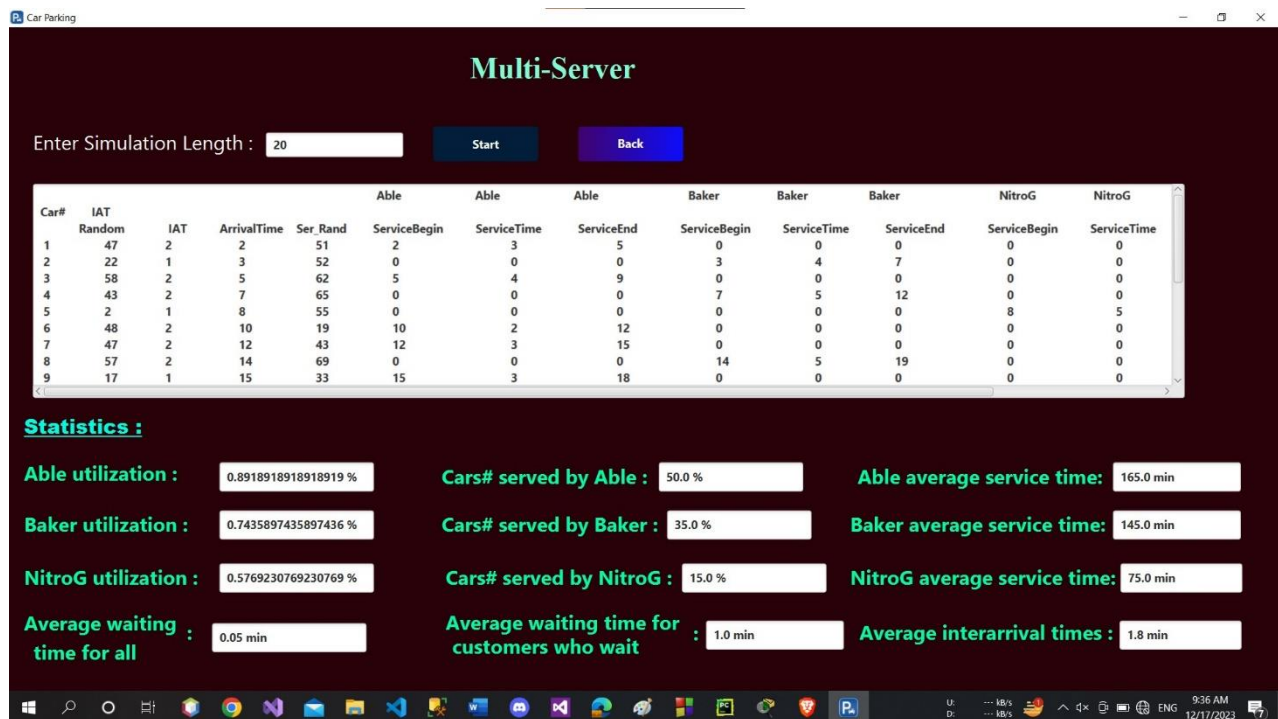 Car Parking
Multi-Server
Enter Simulation Length : 20 Start Back
Able Able Able Baker Baker Baker NitroG NitroG
Car# IAT
Random IAT ArrivalTime Ser_Rand ServiceBegin ServiceTime ServiceEnd ServiceBegin ServiceTime ServiceEnd ServiceBegin ServiceTime
1 47 2 2 51 2 3 5 0 0 0 0 0
2 22 1 3 52 0 0 0 3 4 7 0 0
3 58 2 5 62 5 4 9 0 0 0 0 0
4 43 2 7 65 0 0 0 7 5 12 0 0
5 2 1 8 55 0 0 0 0 0 0 8 5
6 48 2 10 19 10 2 12 0 0 0 0 0
7 47 2 12 43 12 3 15 0 0 0 0 0
8 57 2 14 69 0 0 0 14 5 19 0 0
9 17 1 15 33 15 3 18 0 0 0 0 0
Statistics :
Able utilization : 0.8918918918918919 % Cars# served by Able : 50.0 % Able average service time: 165.0 min
Baker utilization : 0.7435897435897436 % Cars# served by Baker : 35.0 % Baker average service time: 145.0 min
NitroG utilization : 0.5769230769230769 % Cars# served by NitroG : 15.0 % NitroG average service time: 75.0 min
Average waiting time for all : 0.05 min Average waiting time for customers who wait : 1.0 min Average interarrival times : 1.8 min
U: --- kB/s
D: --- kB/s
ENG
9:36 AM
12/17/2023